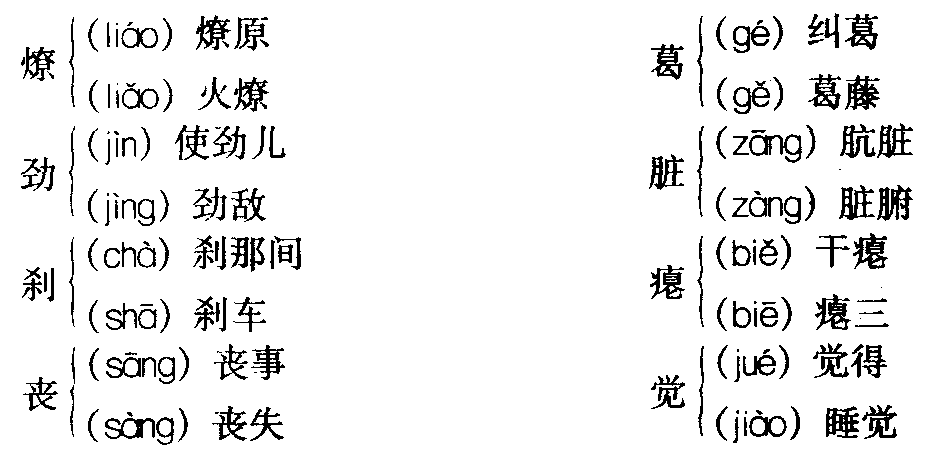 燎
(liáo) 燎原
(liǎo) 火燎
劲
(jìn) 使劲儿
(jìng) 劲敌
刹
(chà) 刹那间
(shā) 刹车
丧
(sāng) 丧事
(sàng) 丧失
葛
(gé) 纠葛
(gě) 葛藤
脏
(zāng) 肮脏
(zàng) 脏腑
瘪
(biě) 干瘪
(biē) 瘪三
觉
(jué) 觉得
(jiào) 睡觉